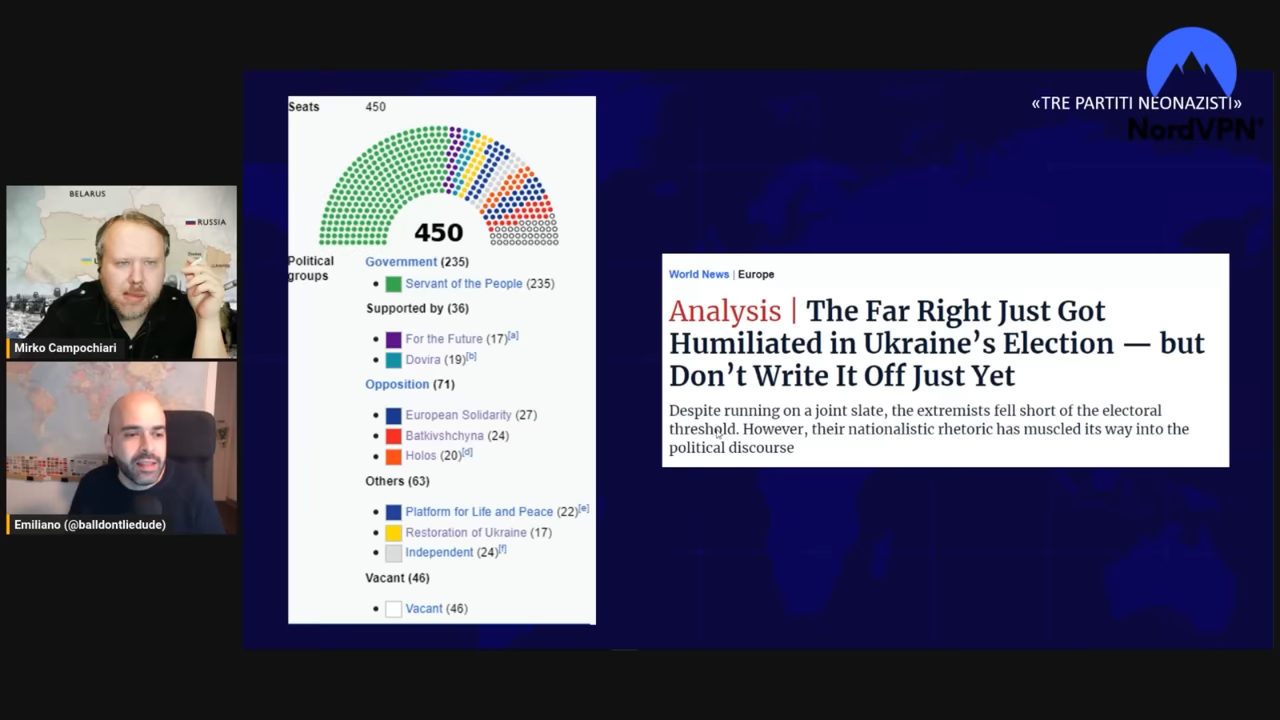 BELARUS
RUSSIA
Mirko Campochiari
Emiliano (@balldontliedude)
Seats 450
450
Political groups
Government (235)
Servant of the People (235)
Supported by (36)
For the Future (17)[a]
Dovira (19)[b]
Opposition (71)
European Solidarity (27)
Batkivshchyna (24)
Holos (20)[d]
Others (63)
Platform for Life and Peace (22)[e]
Restoration of Ukraine (17)
Independent (24)[f]
Vacant (46)
Vacant (46)
«TRE PARTITI NEONAZISTI»
NordVPN®
World News | Europe
Analysis | The Far Right Just Got
Humiliated in Ukraine’s Election — but
Don’t Write It Off Just Yet
Despite running on a joint slate, the extremists fell short of the electoral
threshold. However, their nationalistic rhetoric has muscled its way into the
political discourse